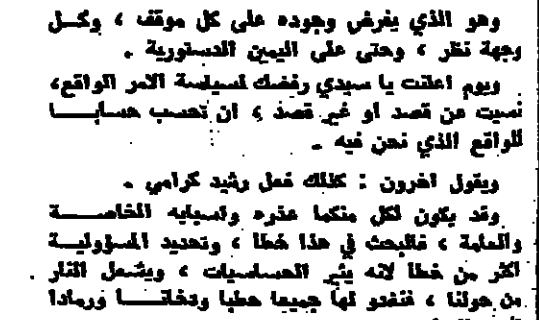 وهو الذي يفرض وجوده على كل موقف ، وكل
وجهة نظر ، وحتى على اليمين الدستورية .
ويوم اعلنت يا سيدي رفضك لسياسة الامر الواقع،
نسيت عن قصد او غير قصد ، ان تحسب حسابا
للواقع الذي نحن فيه .
ويقول اخرون : كذلك فعل رشيد كرامي .
وقد يكون لكل منكما عذره واسبابه الخاصة
والعامة ، فالبحث في هذا خطأ ، وتحديد المسؤولية
اكثر من خطأ لانه يثير الحساسيات ، ويشعل النار
من حولنا ، فنغدو لها جميعا حطبا ودخانا ورمادا